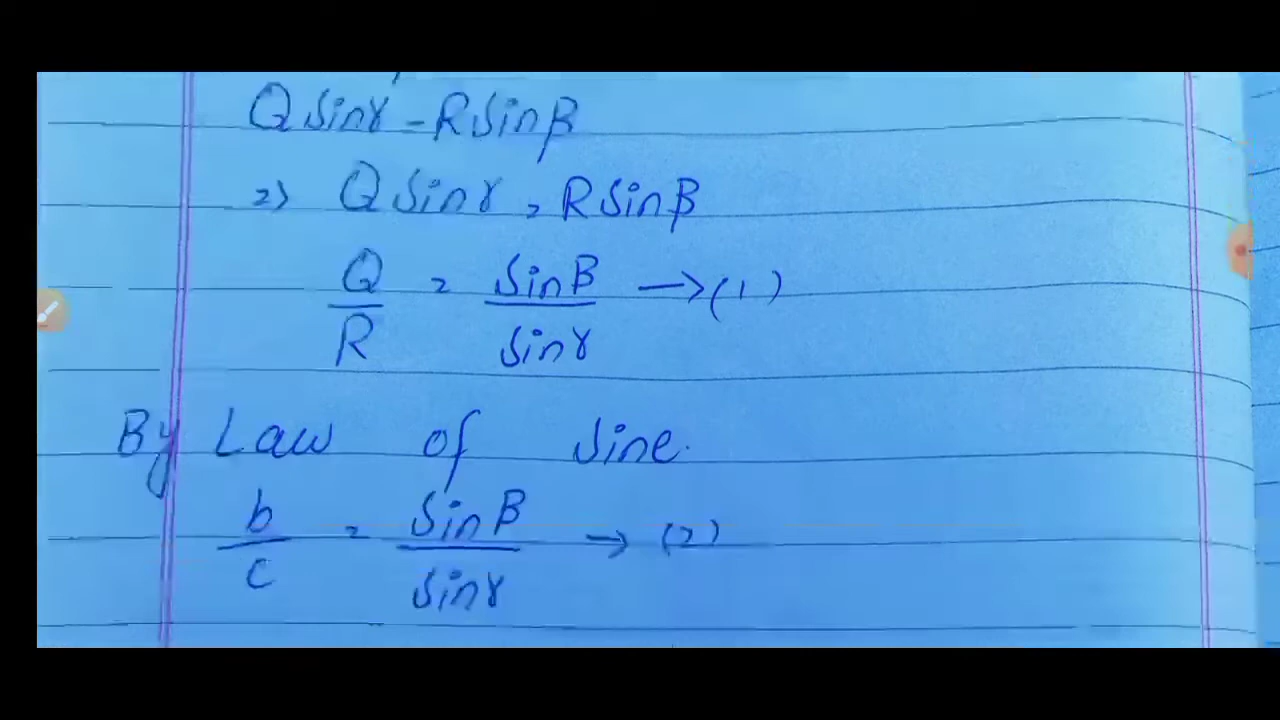 Q sinγ - R sinβ
=> Q sinγ = R sinβ
Q/R = sinβ/sinγ → (1)
By Law of sine.
b/c = sinβ/sinγ → (2)